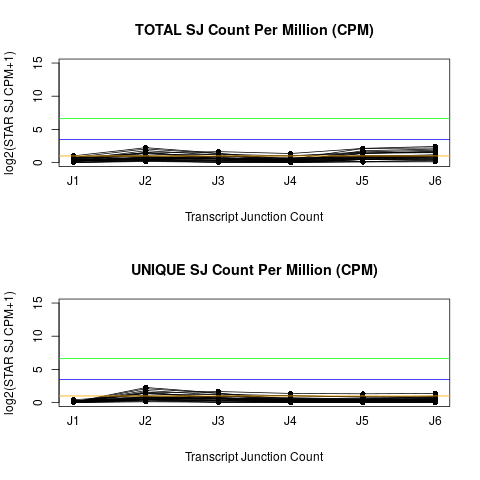 TOTAL SJ Count Per Million (CPM)
log2(STAR SJ CPM+1)
15
10
5
0
J1 J2 J3 J4 J5 J6
Transcript Junction Count
UNIQUE SJ Count Per Million (CPM)
log2(STAR SJ CPM+1)
15
10
5
0
J1 J2 J3 J4 J5 J6
Transcript Junction Count